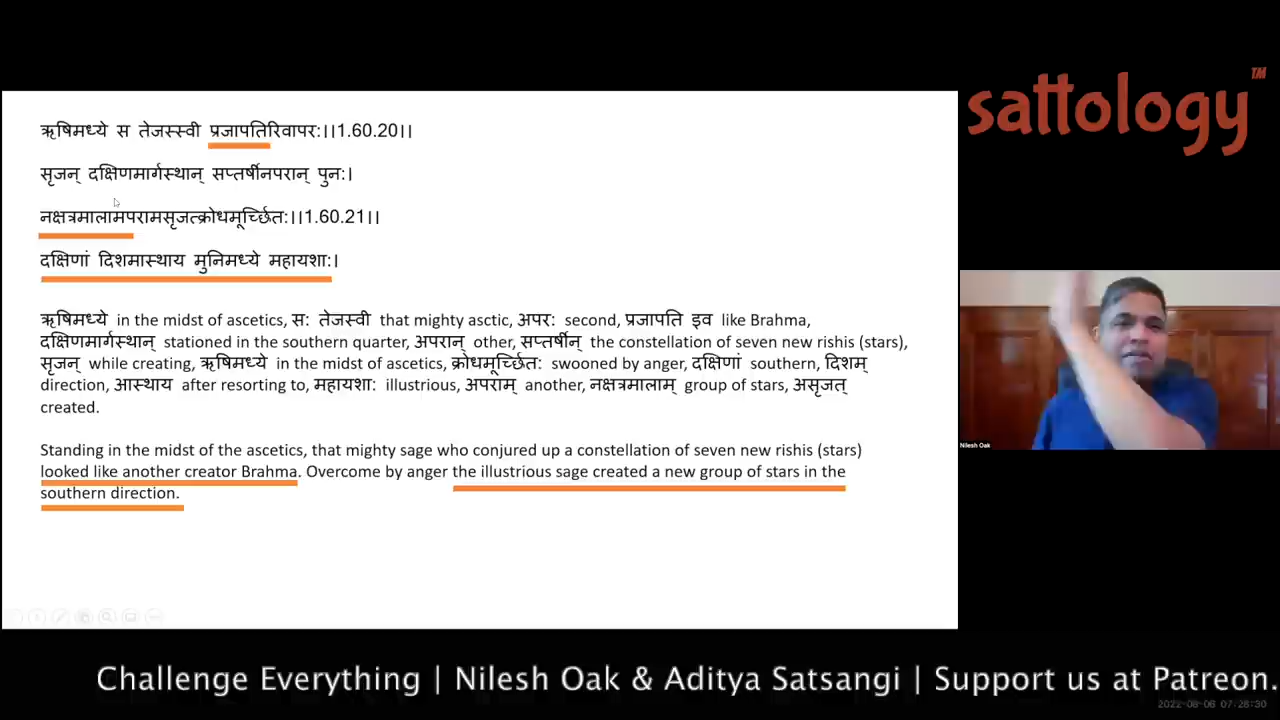 sattology™
ऋषिमध्ये स तेजस्स्वी प्रजापतिरिवापर:।।1.60.20।।
सृजन् दक्षिणमार्गस्थान् सप्तर्षीनपरान् पुन:।
नक्षत्रमालामपरामसृजत्क्रोधमूर्च्छित:।।1.60.21।।
दक्षिणां दिशमास्थाय मुनिमध्ये महायशा:।
ऋषिमध्ये in the midst of ascetics, स: तेजस्वी that mighty asctic, अपर: second, प्रजापति इव like Brahma,
दक्षिणमार्गस्थान् stationed in the southern quarter, अपरान् other, सप्तर्षीन् the constellation of seven new rishis (stars),
सृजन् while creating, ऋषिमध्ये in the midst of ascetics, क्रोधमूर्च्छित: swooned by anger, दक्षिणां southern, दिशम्
direction, आस्थाय after resorting to, महायशा: illustrious, अपराम् another, नक्षत्रमालाम् group of stars, असृजत्
created.
Standing in the midst of the ascetics, that mighty sage who conjured up a constellation of seven new rishis (stars)
looked like another creator Brahma. Overcome by anger the illustrious sage created a new group of stars in the
southern direction.
Nilesh Oak
Challenge Everything | Nilesh Oak & Aditya Satsangi | Support us at Patreon.
2022-08-06 07:28:30